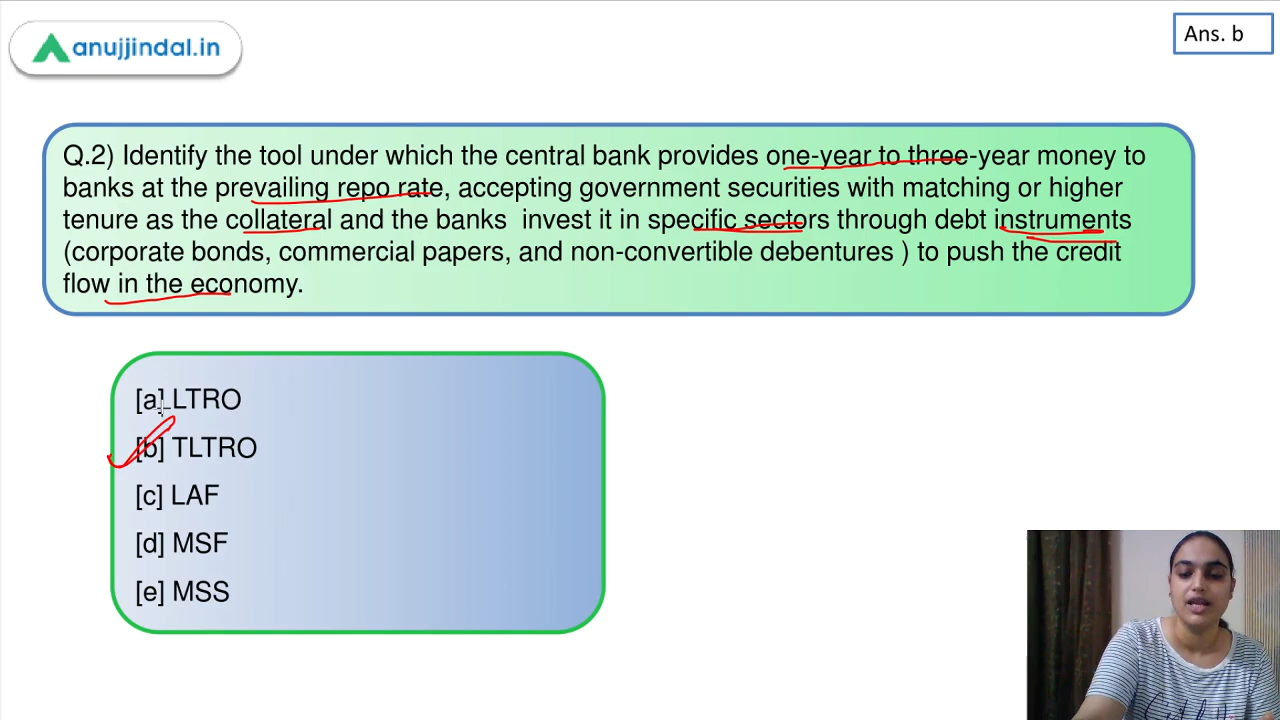 anujjindal.in
Ans. b
Q.2) Identify the tool under which the central bank provides one-year to three-year money to
banks at the prevailing repo rate, accepting government securities with matching or higher
tenure as the collateral and the banks invest it in specific sectors through debt instruments
(corporate bonds, commercial papers, and non-convertible debentures ) to push the credit
flow in the economy.
[a] LTRO
[b] TLTRO
[c] LAF
[d] MSF
[e] MSS